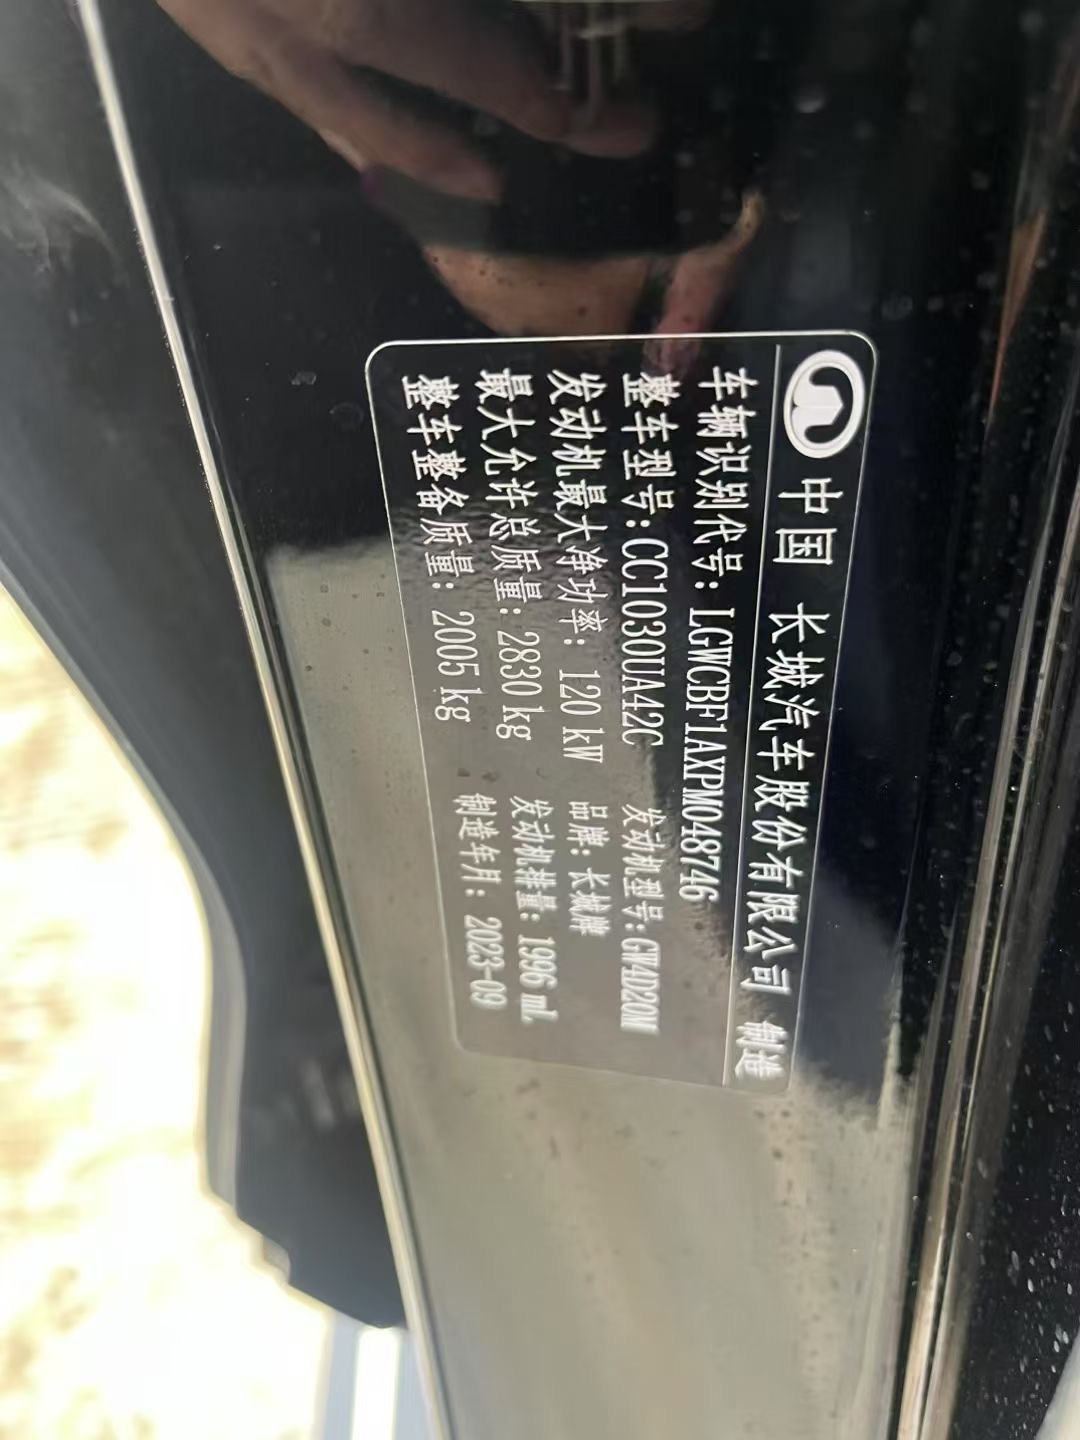 中国 长城汽车股份有限公司 制造
车辆识别代号：LGWCBF1AXPM048746
整车型号：CC1030UA42C 发动机型号：GW4D20M
发动机最大净功率：120 kW 品牌：长城牌
最大允许总质量：2830 kg 发动机排量：1996 mL
整车整备质量：2005 kg 制造年月：2023-09